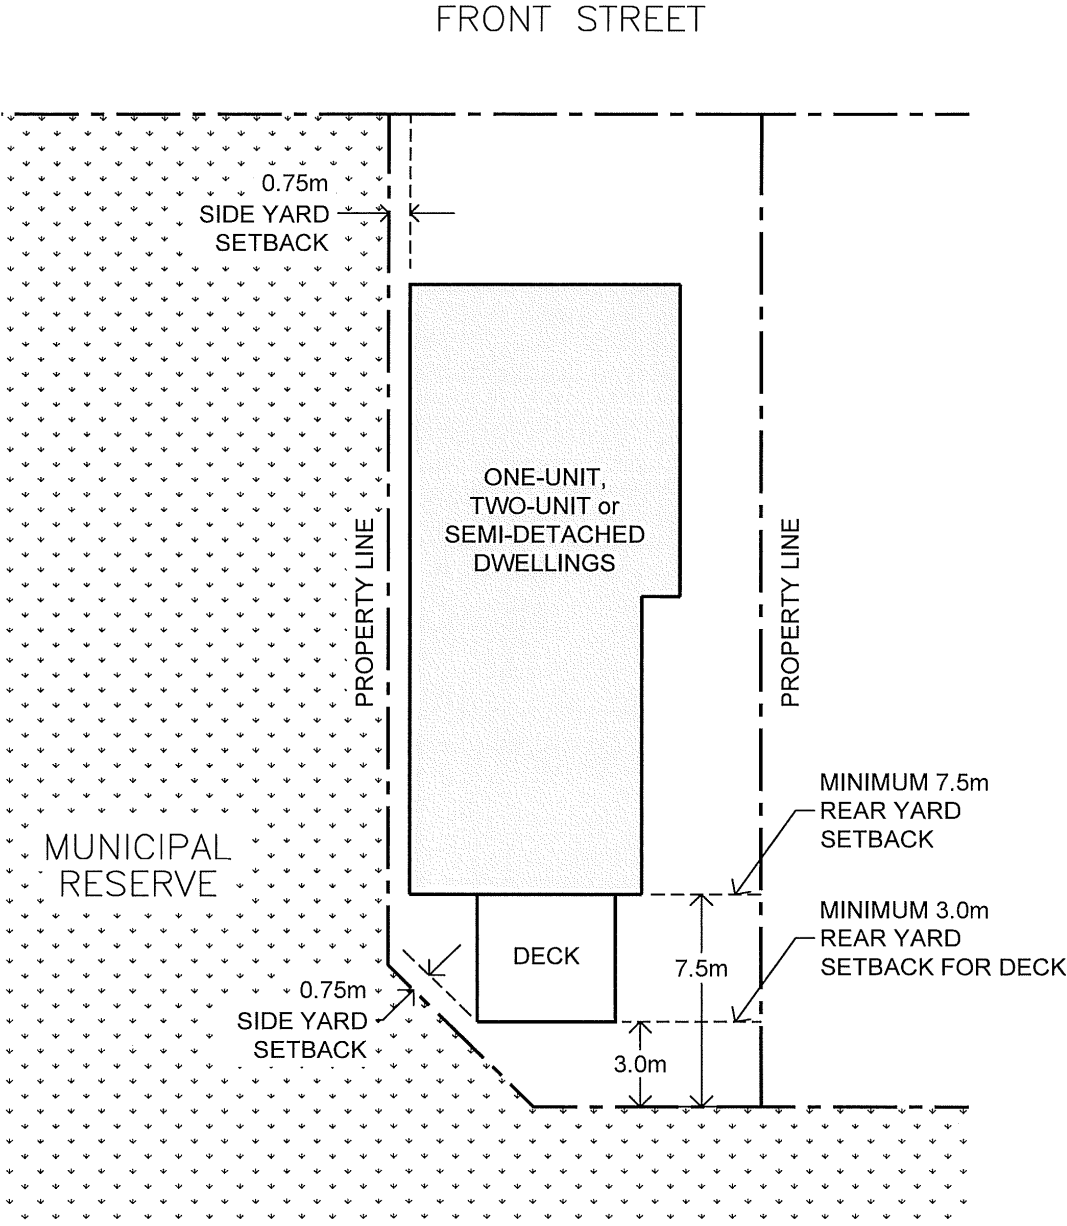 FRONT STREET
0.75m
SIDE YARD
SETBACK
ONE-UNIT,
TWO-UNIT or
SEMI-DETACHED
DWELLINGS
PROPERTY LINE
PROPERTY LINE
MINIMUM 7.5m
REAR YARD
SETBACK
MUNICIPAL
RESERVE
MINIMUM 3.0m
REAR YARD
SETBACK FOR DECK
DECK
7.5m
0.75m
SIDE YARD
SETBACK
3.0m